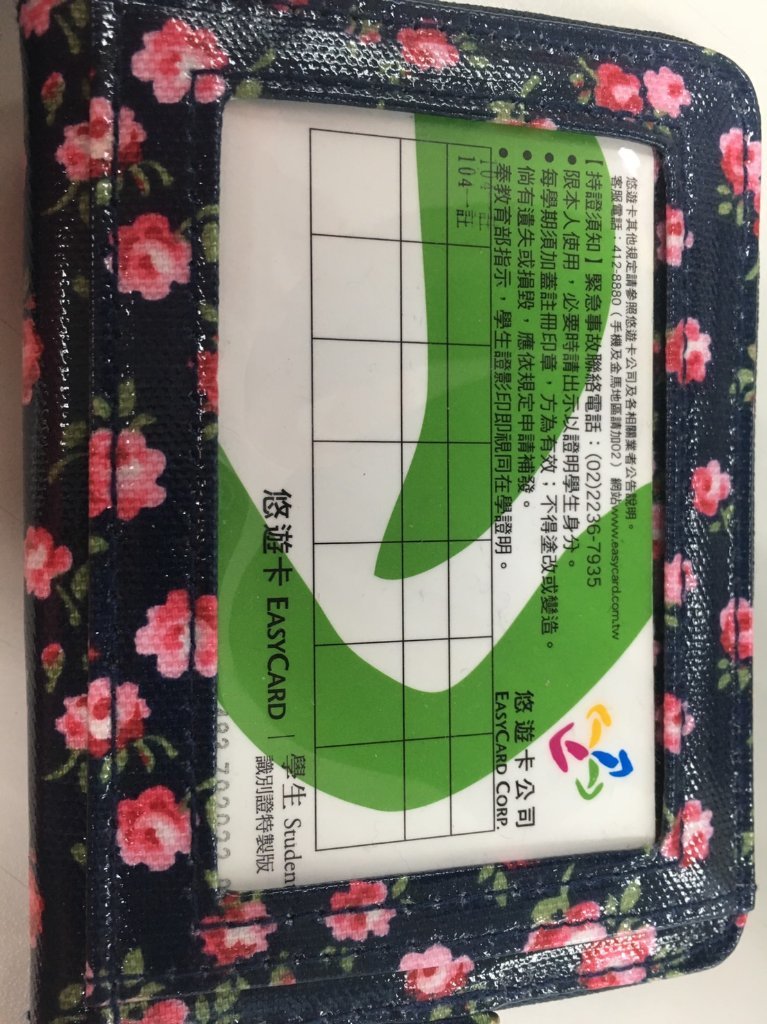 悠遊卡其他規定請參照悠遊卡公司及各相關業者公告說明。
客服電話：412-8880（手機及金馬地區請加02）網站www.easycard.com.tw
【持證須知】緊急事故聯絡電話：(02)2236-7935
●限本人使用，必要時請出示以證明學生身分。
●每學期須加蓋註冊印章，方為有效；不得塗改或變造。
●倘有遺失或損毀，應依規定申請補發。
●奉教育部指示，學生證影印即視同在學證明。
悠遊卡公司
EASYCARD CORP.
104一註
悠遊卡 EASYCARD
學生 Studen
識別證特製版